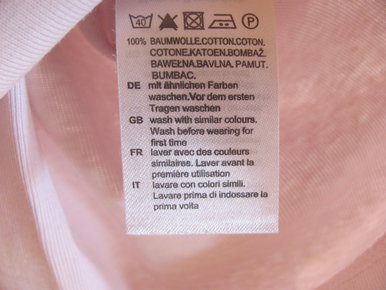 40 P
100% BAUMWOLLE.COTTON.COTON.
COTONE.KATOEN.BOMBAŽ.
BAWEŁNA.BAVLNA. PAMUT.
BUMBAC.
DE mit ähnlichen Farben
waschen.Vor dem ersten
Tragen waschen
GB wash with similar colours.
Wash before wearing for
first time
FR laver avec des couleurs
similaires. Laver avant la
première utilisation
IT lavare con colori simili.
Lavare prima di indossare la
prima volta